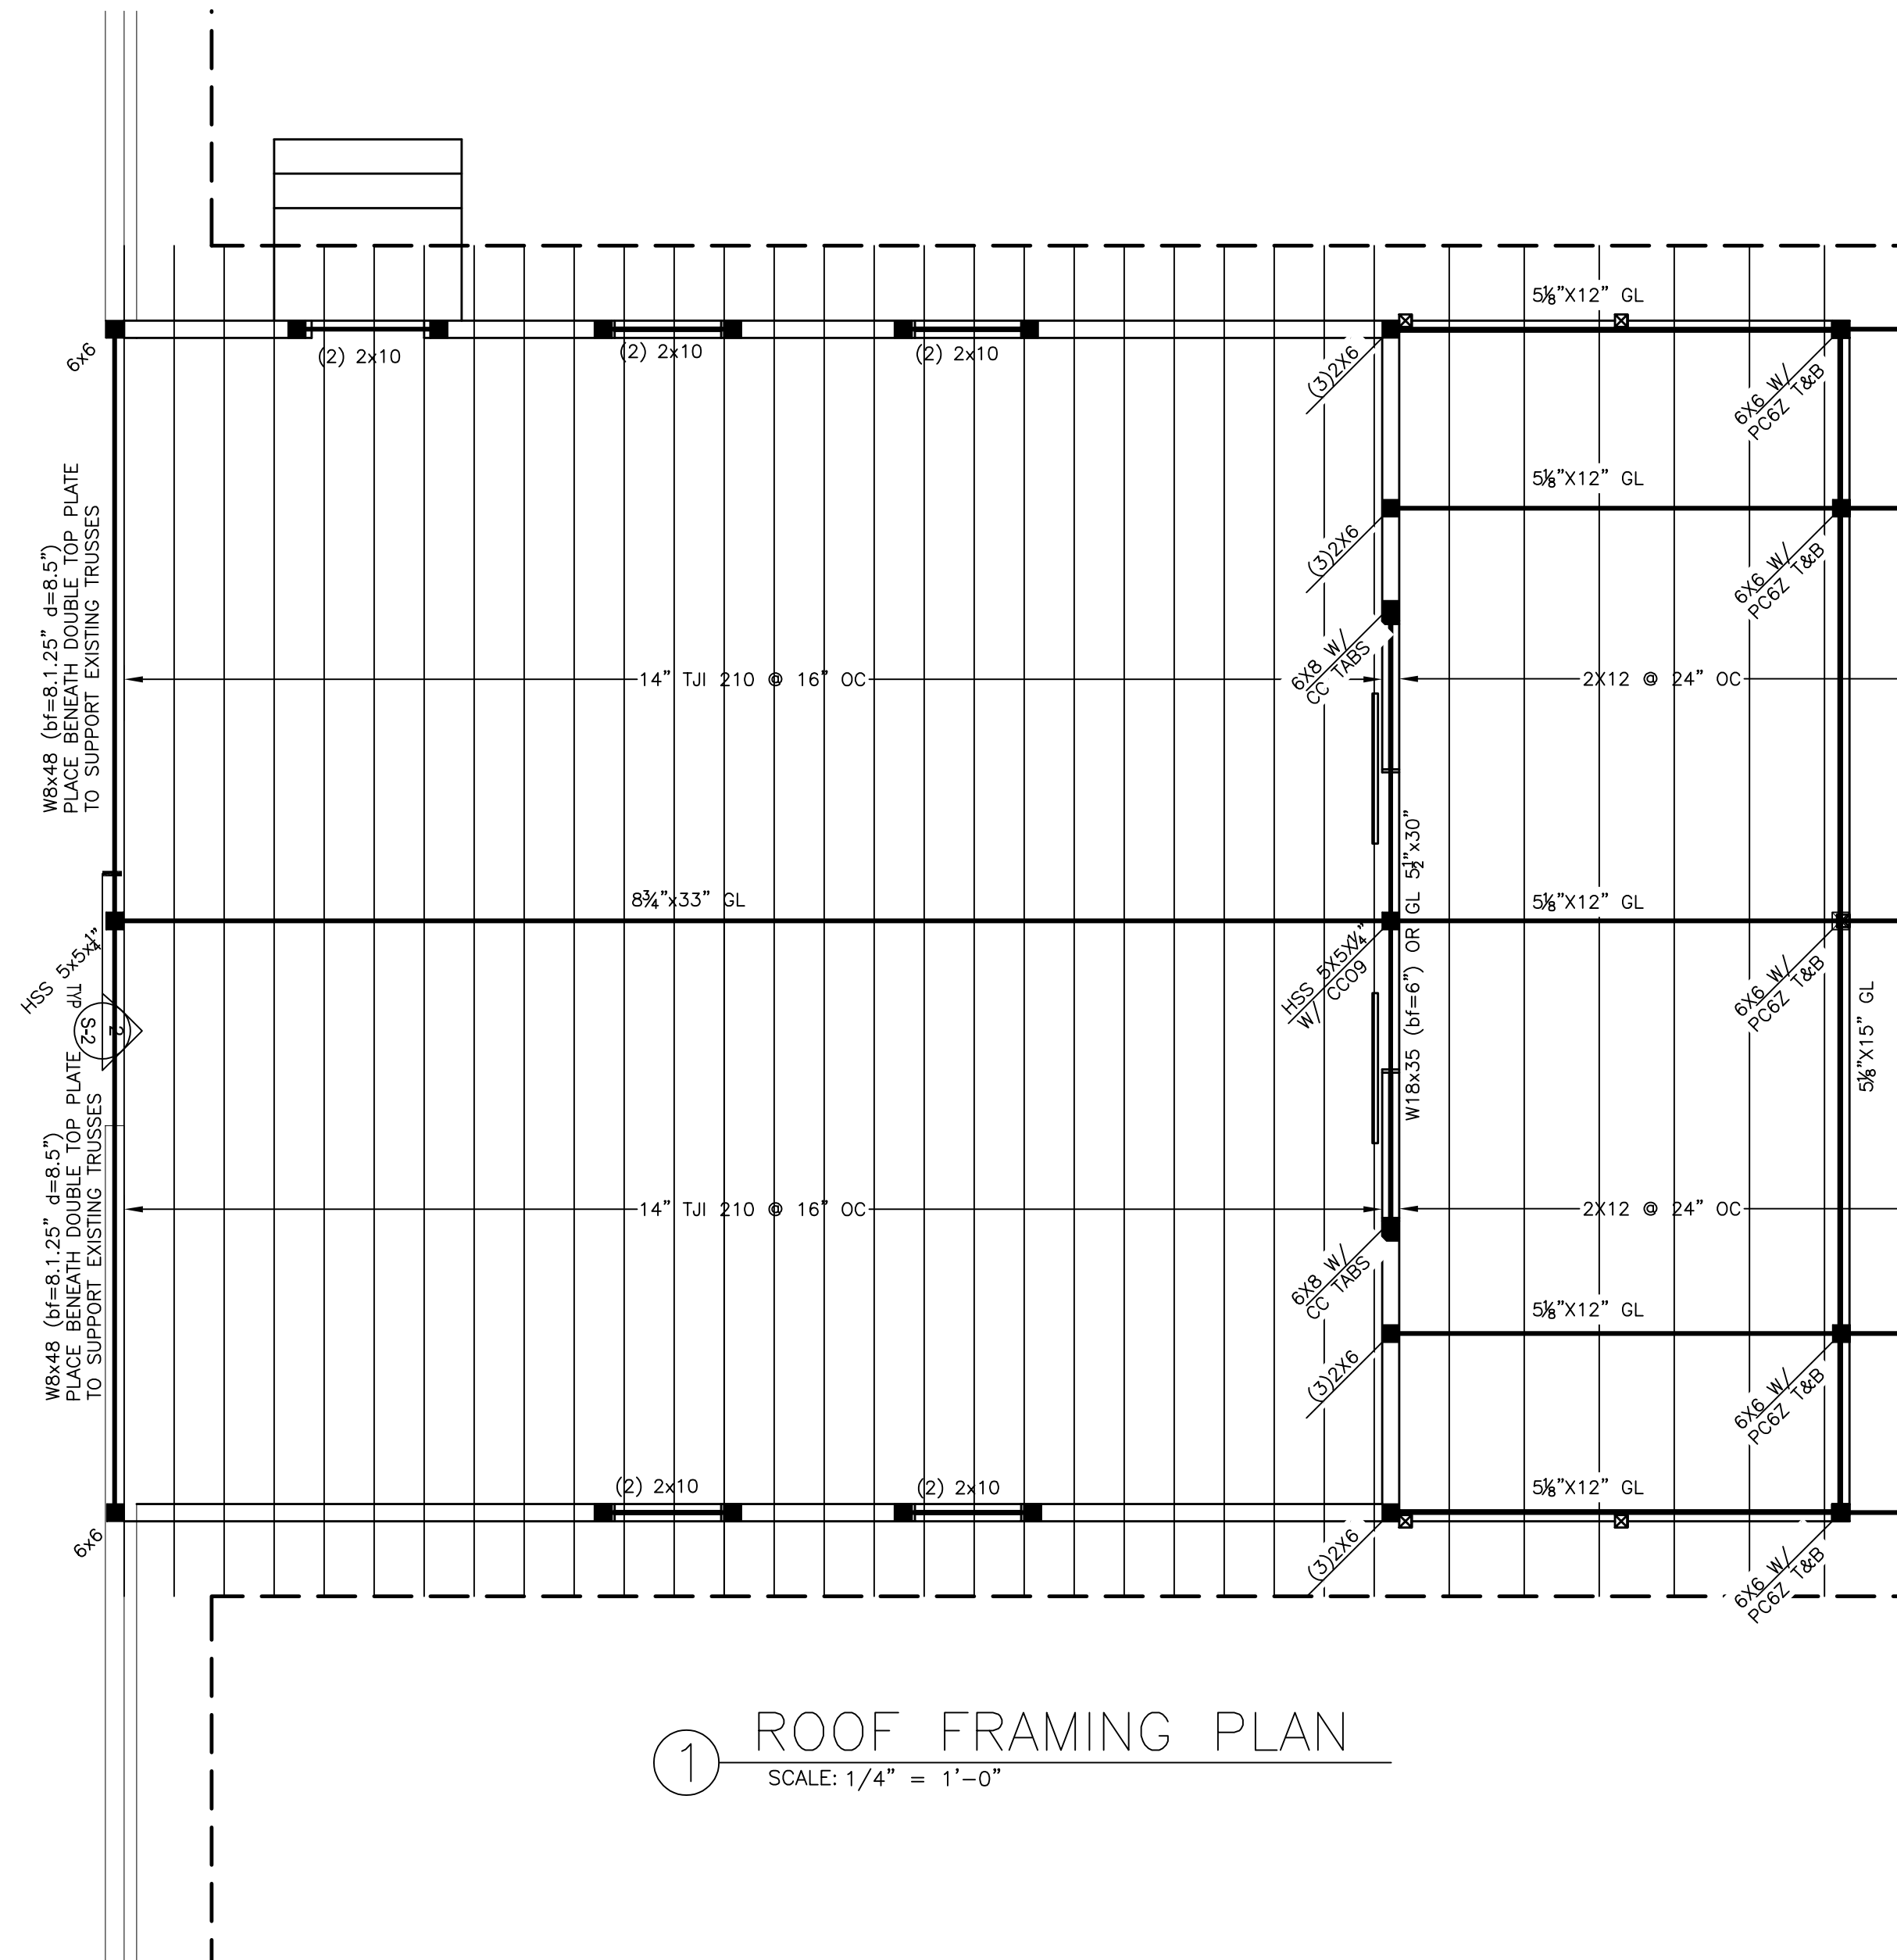 5⅛"X12" GL
(2) 2x10
(2) 2x10
(2) 2x10
6x6
(3)2X6
6X6 W/
PC6Z T&B
5⅛"X12" GL
W8x48 (bf=8.1.25" d=8.5")
PLACE BENEATH DOUBLE TOP PLATE
TO SUPPORT EXISTING TRUSSES
(3)2X6
6X6 W/
PC6Z T&B
6X8 W/
CC TABS
14" TJI 210 @ 16" OC
2X12 @ 24" OC
8¾"x33" GL
5⅛"X12" GL
W18x35 (bf=6") OR GL 5½"x30"
HSS 5x5x¼"
HSS 5X5X¼"
W/ CCO9
6X6 W/
PC6Z T&B
5⅛"X15" GL
TYP
2
S-2
W8x48 (bf=8.1.25" d=8.5")
PLACE BENEATH DOUBLE TOP PLATE
TO SUPPORT EXISTING TRUSSES
14" TJI 210 @ 16" OC
2X12 @ 24" OC
6X8 W/
CC TABS
5⅛"X12" GL
(3)2X6
6X6 W/
PC6Z T&B
(2) 2x10
(2) 2x10
5⅛"X12" GL
6x6
(3)2X6
6X6 W/
PC6Z T&B
1
ROOF FRAMING PLAN
SCALE: 1/4" = 1'-0"